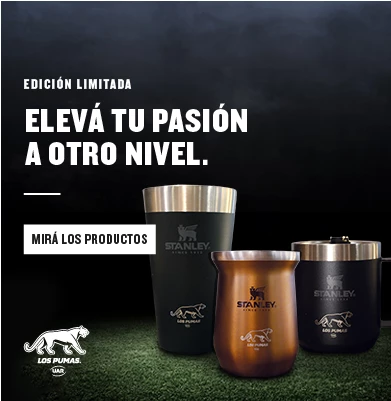 EDICIÓN LIMITADA
ELEVÁ TU PASIÓN
A OTRO NIVEL.
MIRÁ LOS PRODUCTOS
STANLEY
LOS PUMAS
UAR
STANLEY
LOS PUMAS
STANLEY
LOS PUMAS
LOS PUMAS
UAR